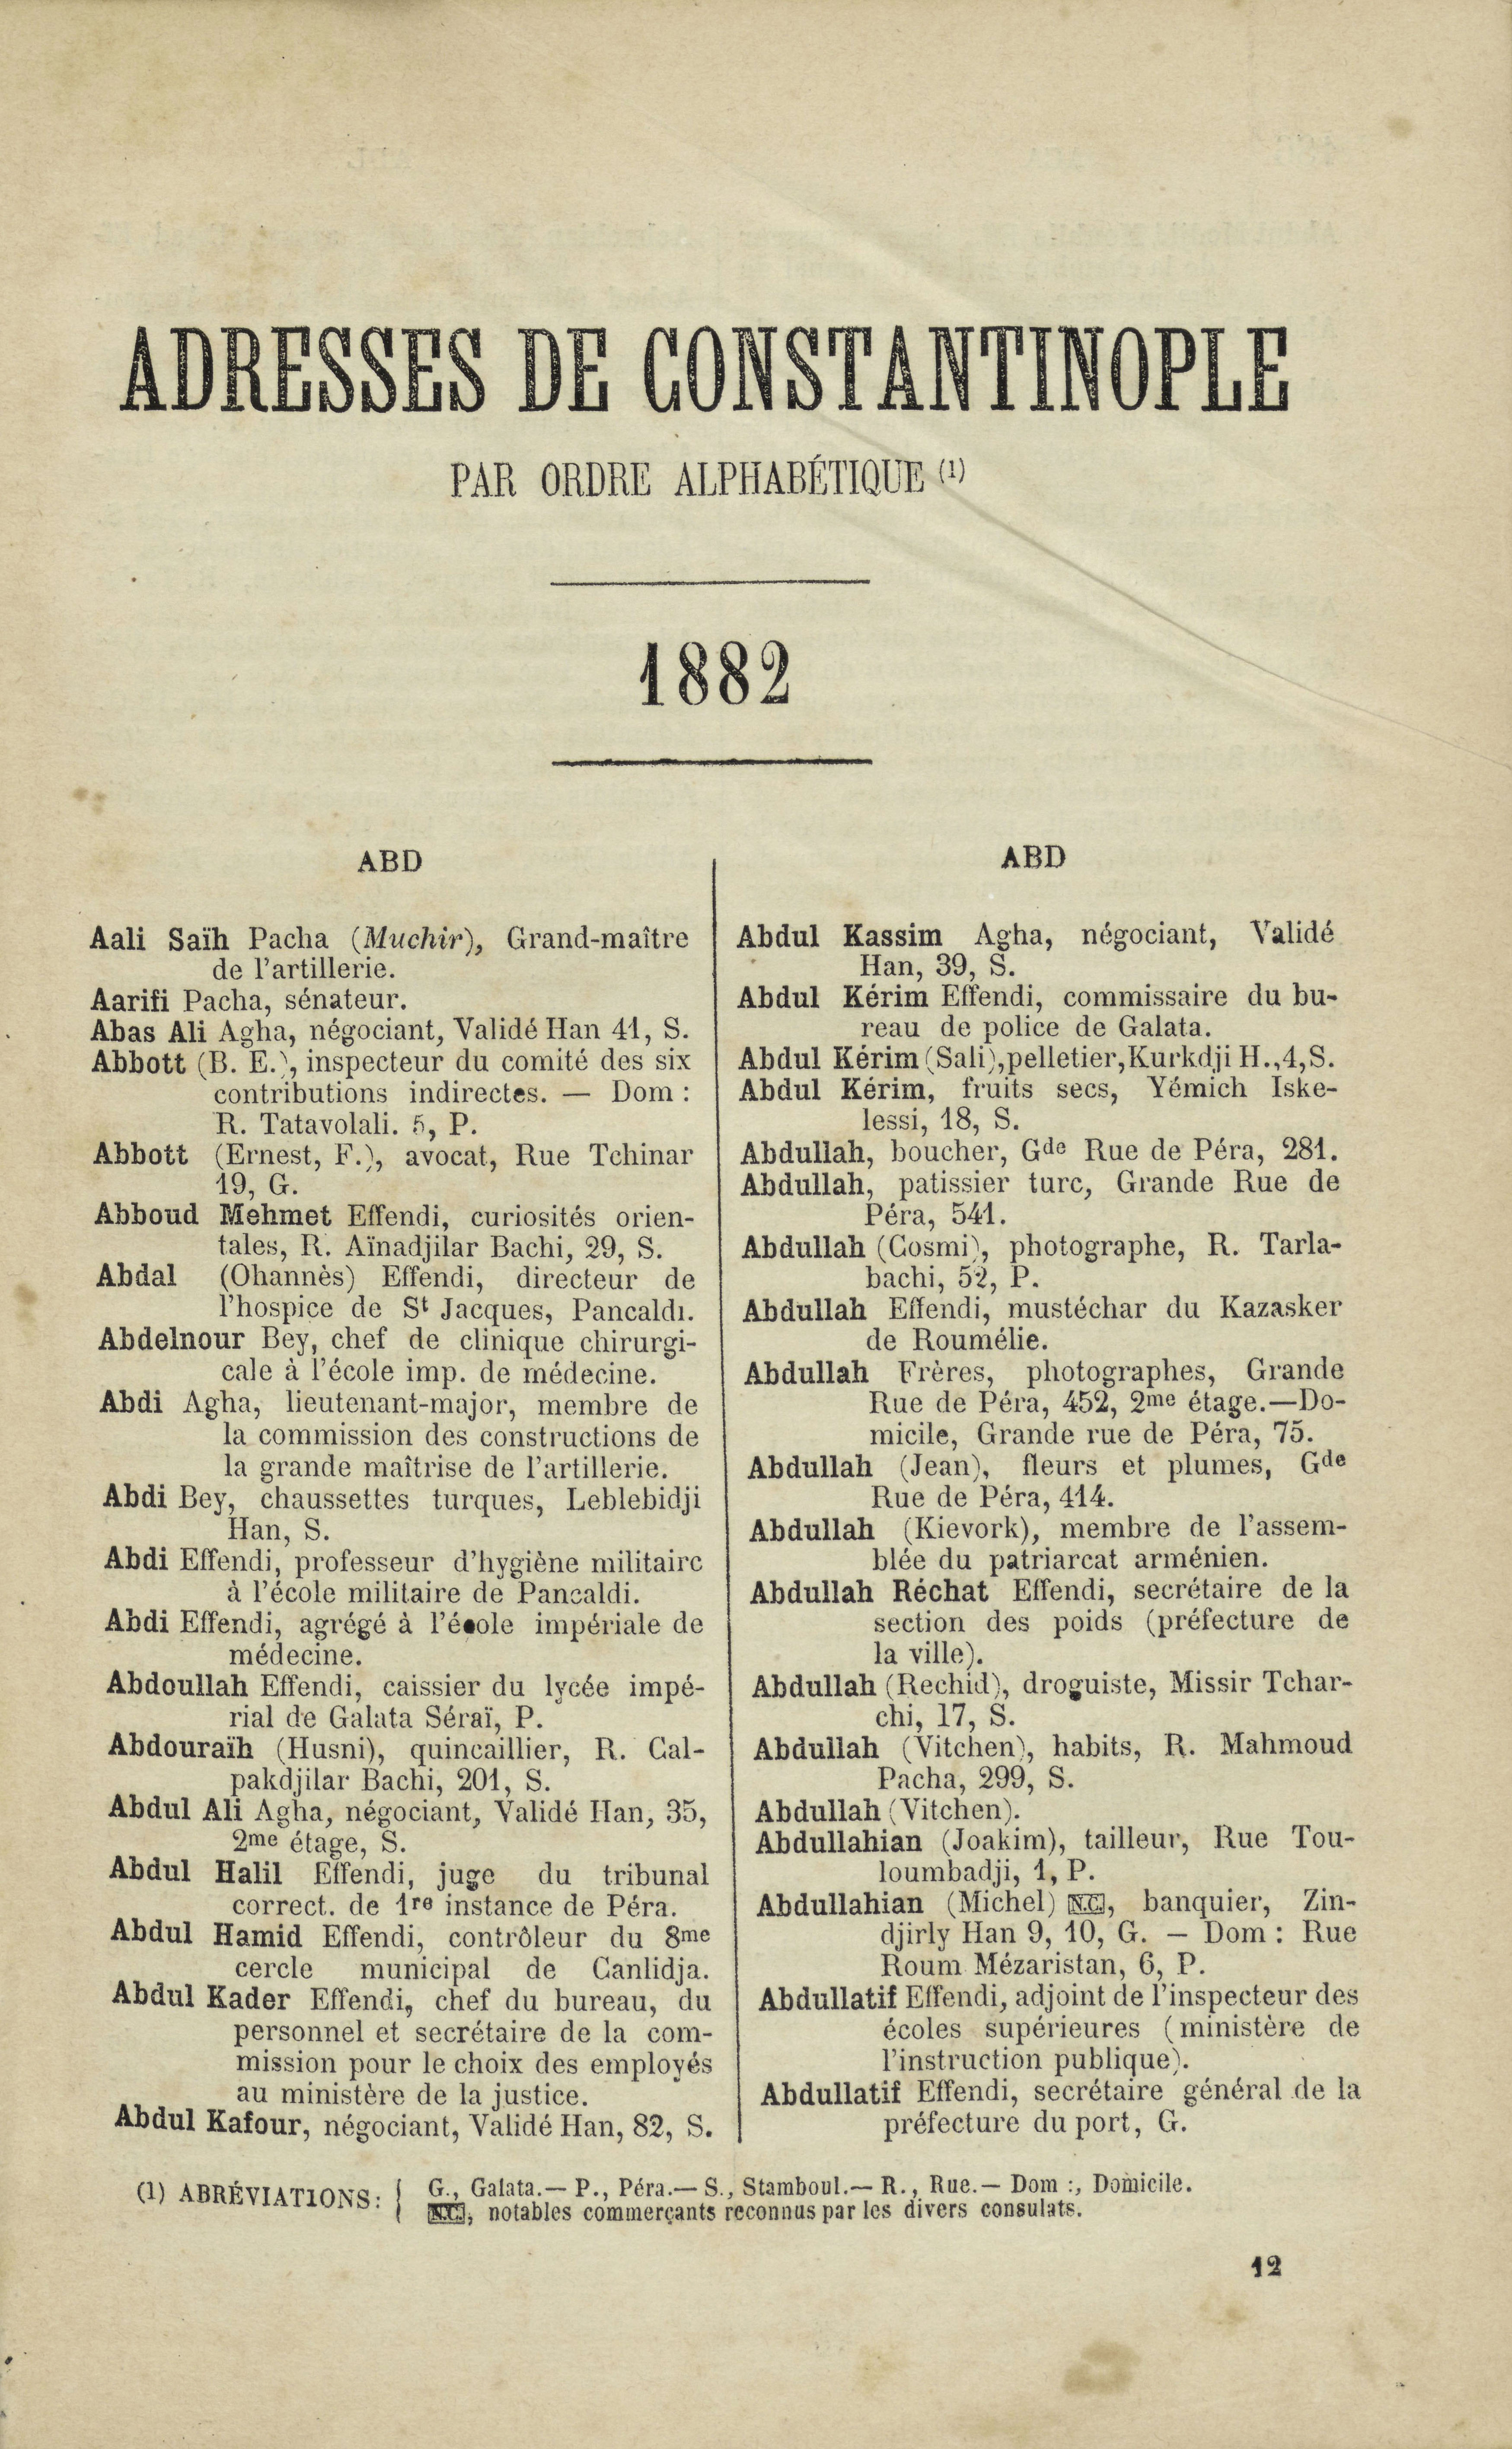 ADRESSES DE CONSTANTINOPLE
PAR ORDRE ALPHABÉTIQUE (1)
1882
ABD
Aali Saïh Pacha (Muchir), Grand-maître
de l'artillerie.
Aarifi Pacha, sénateur.
Abas Ali Agha, négociant, Validé Han 41, S.
Abbott (B. E.), inspecteur du comité des six
contributions indirectes. — Dom :
R. Tatavolali. 5, P.
Abbott (Ernest, F.), avocat, Rue Tchinar
19, G.
Abboud Mehmet Effendi, curiosités orien-
tales, R. Aïnadjilar Bachi, 29, S.
Abdal (Ohannès) Effendi, directeur de
l'hospice de St Jacques, Pancaldi.
Abdelnour Bey, chef de clinique chirurgi-
cale à l'école imp. de médecine.
Abdi Agha, lieutenant-major, membre de
la commission des constructions de
la grande maîtrise de l'artillerie.
Abdi Bey, chaussettes turques, Leblebidji
Han, S.
Abdi Effendi, professeur d'hygiène militaire
à l'école militaire de Pancaldi.
Abdi Effendi, agrégé à l'école impériale de
médecine.
Abdoullah Effendi, caissier du lycée impé-
rial de Galata Séraï, P.
Abdouraïh (Husni), quincaillier, R. Cal-
pakdjilar Bachi, 201, S.
Abdul Ali Agha, négociant, Validé Han, 35,
2me étage, S.
Abdul Halil Effendi, juge du tribunal
correct. de 1re instance de Péra.
Abdul Hamid Effendi, contrôleur du 8me
cercle municipal de Canlidja.
Abdul Kader Effendi, chef du bureau, du
personnel et secrétaire de la com-
mission pour le choix des employés
au ministère de la justice.
Abdul Kafour, négociant, Validé Han, 82, S.
ABD
Abdul Kassim Agha, négociant, Validé
Han, 39, S.
Abdul Kérim Effendi, commissaire du bu-
reau de police de Galata.
Abdul Kérim (Sali), pelletier, Kurkdji H., 4, S.
Abdul Kérim, fruits secs, Yémich Iske-
lessi, 18, S.
Abdullah, boucher, Gde Rue de Péra, 281.
Abdullah, patissier turc, Grande Rue de
Péra, 541.
Abdullah (Cosmi), photographe, R. Tarla-
bachi, 52, P.
Abdullah Effendi, mustéchar du Kazasker
de Roumélie.
Abdullah Frères, photographes, Grande
Rue de Péra, 452, 2me étage.—Do-
micile, Grande rue de Péra, 75.
Abdullah (Jean), fleurs et plumes, Gde
Rue de Péra, 414.
Abdullah (Kievork), membre de l'assem-
blée du patriarcat arménien.
Abdullah Réchat Effendi, secrétaire de la
section des poids (préfecture de
la ville).
Abdullah (Rechid), droguiste, Missir Tchar-
chi, 17, S.
Abdullah (Vitchen), habits, R. Mahmoud
Pacha, 299, S.
Abdullah (Vitchen).
Abdullahian (Joakim), tailleur, Rue Tou-
loumbadji, 1, P.
Abdullahian (Michel) N.C., banquier, Zin-
djirly Han 9, 10, G. — Dom : Rue
Roum Mézaristan, 6, P.
Abdullatif Effendi, adjoint de l'inspecteur des
écoles supérieures (ministère de
l'instruction publique).
Abdullatif Effendi, secrétaire général de la
préfecture du port, G.
(1) ABRÉVIATIONS: { G., Galata.— P., Péra.— S., Stamboul.— R., Rue.— Dom :, Domicile.
N.C., notables commerçants reconnus par les divers consulats.
12